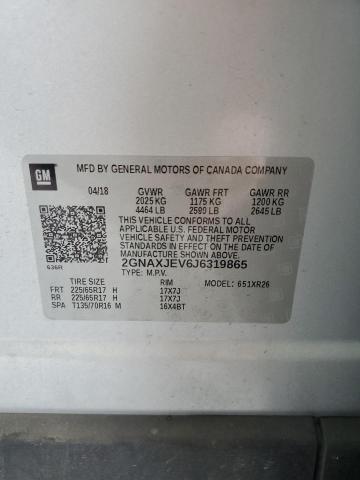 GM
MFD BY GENERAL MOTORS OF CANADA COMPANY
04/18 GVWR GAWR FRT GAWR RR
2025 KG 1175 KG 1200 KG
4464 LB 2590 LB 2645 LB
THIS VEHICLE CONFORMS TO ALL
APPLICABLE U.S. FEDERAL MOTOR
VEHICLE SAFETY AND THEFT PREVENTION
STANDARDS IN EFFECT ON THE DATE OF
MANUFACTURE SHOWN ABOVE.
636R 2GNAXJEV6J6319865
TYPE: M.P.V.
TIRE SIZE RIM 651XR26
FRT 225/65R17 H 17X7J
RR 225/65R17 H 17X7J
SPA T135/70R16 M 16X4BT